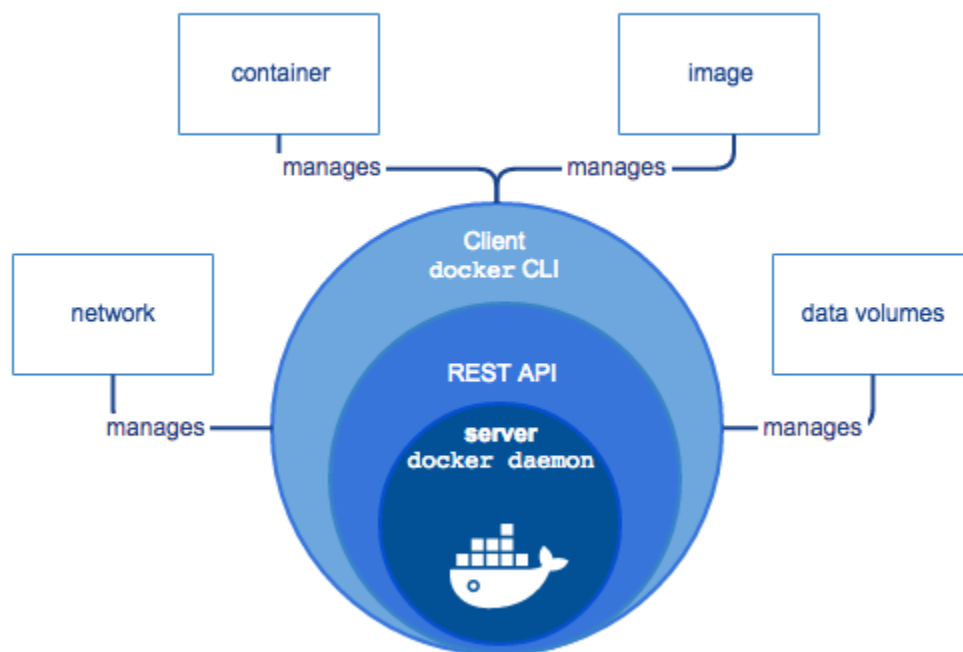 container
image
manages
manages
Client
docker CLI
network
data volumes
REST API
manages
server
manages
docker daemon